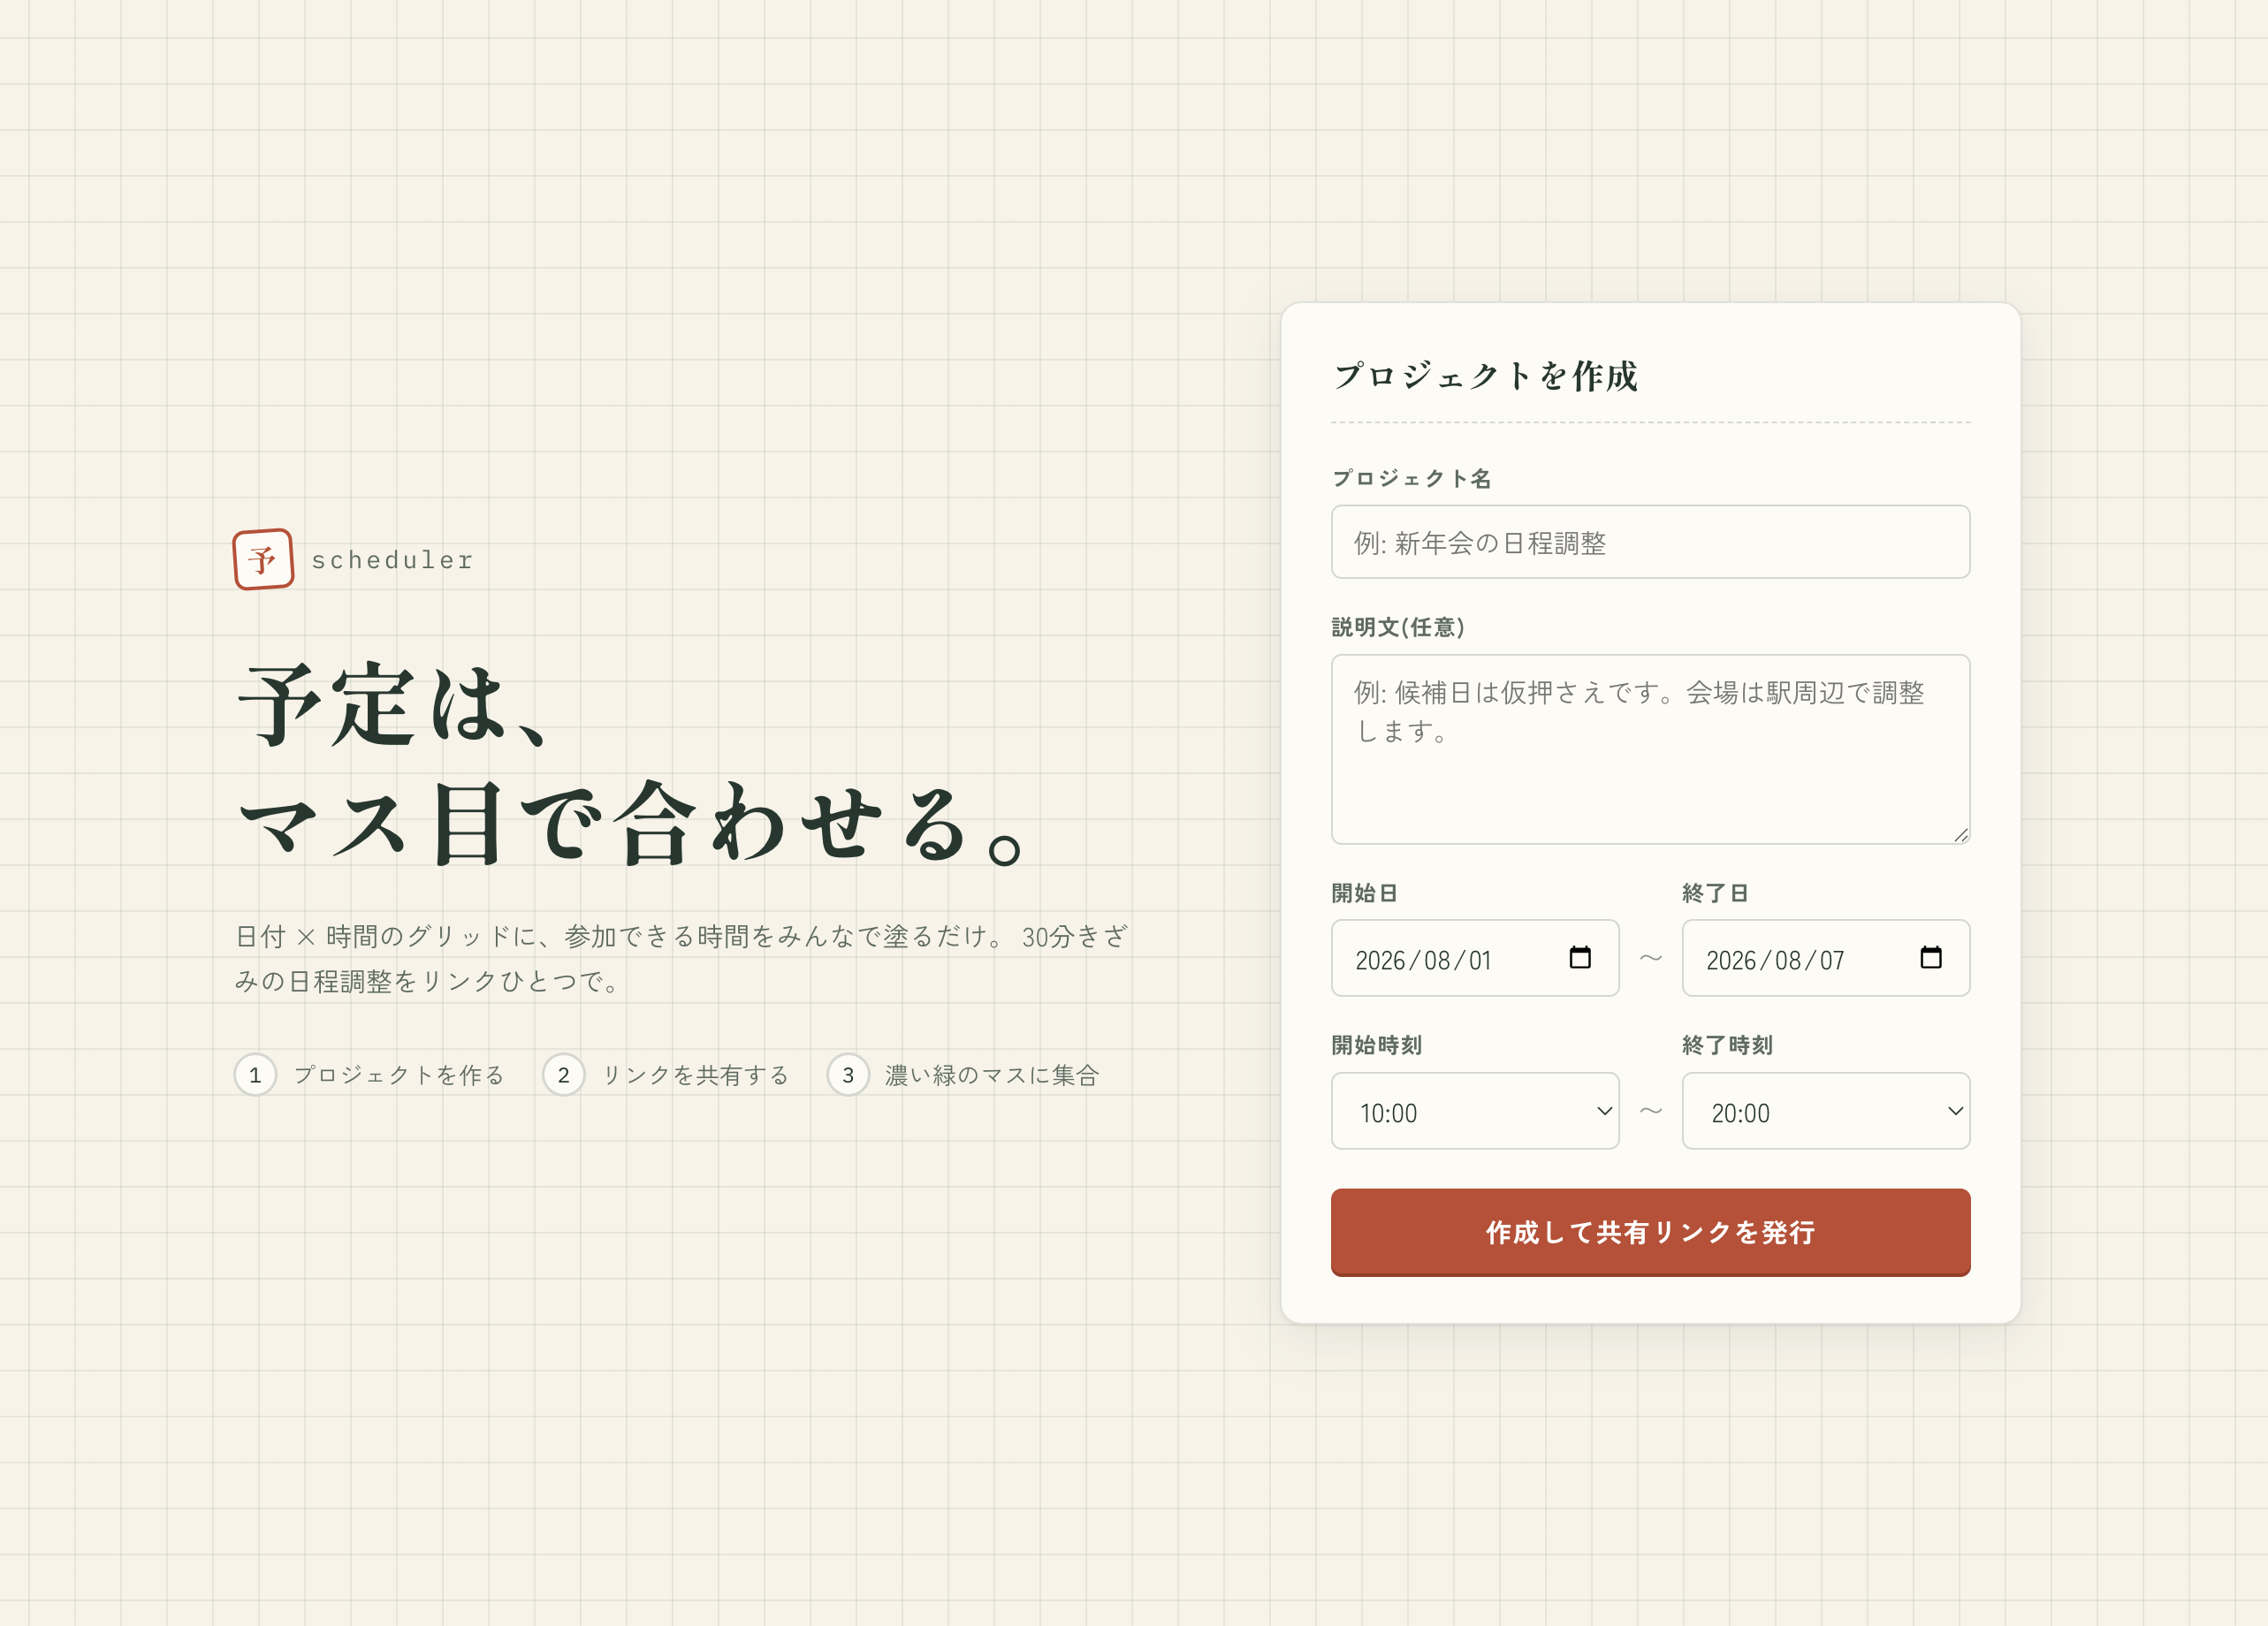 予 scheduler
予定は、
マス目で合わせる。
日付 × 時間のグリッドに、参加できる時間をみんなで塗るだけ。 30分きざ
みの日程調整をリンクひとつで。
1 プロジェクトを作る 2 リンクを共有する 3 濃い緑のマスに集合
プロジェクトを作成
プロジェクト名
例: 新年会の日程調整
説明文(任意)
例: 候補日は仮押さえです。会場は駅周辺で調整
します。
開始日 終了日
2026/08/01 〜 2026/08/07
開始時刻 終了時刻
10:00 〜 20:00
作成して共有リンクを発行